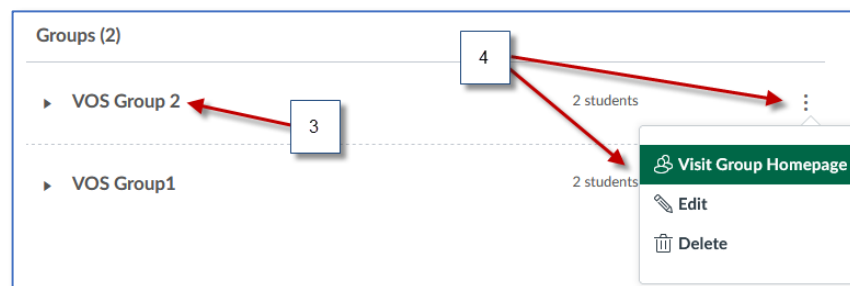 Groups (2)
4
VOS Group 2
2 students
3
Visit Group Homepage
VOS Group1
2 students
Edit
Delete